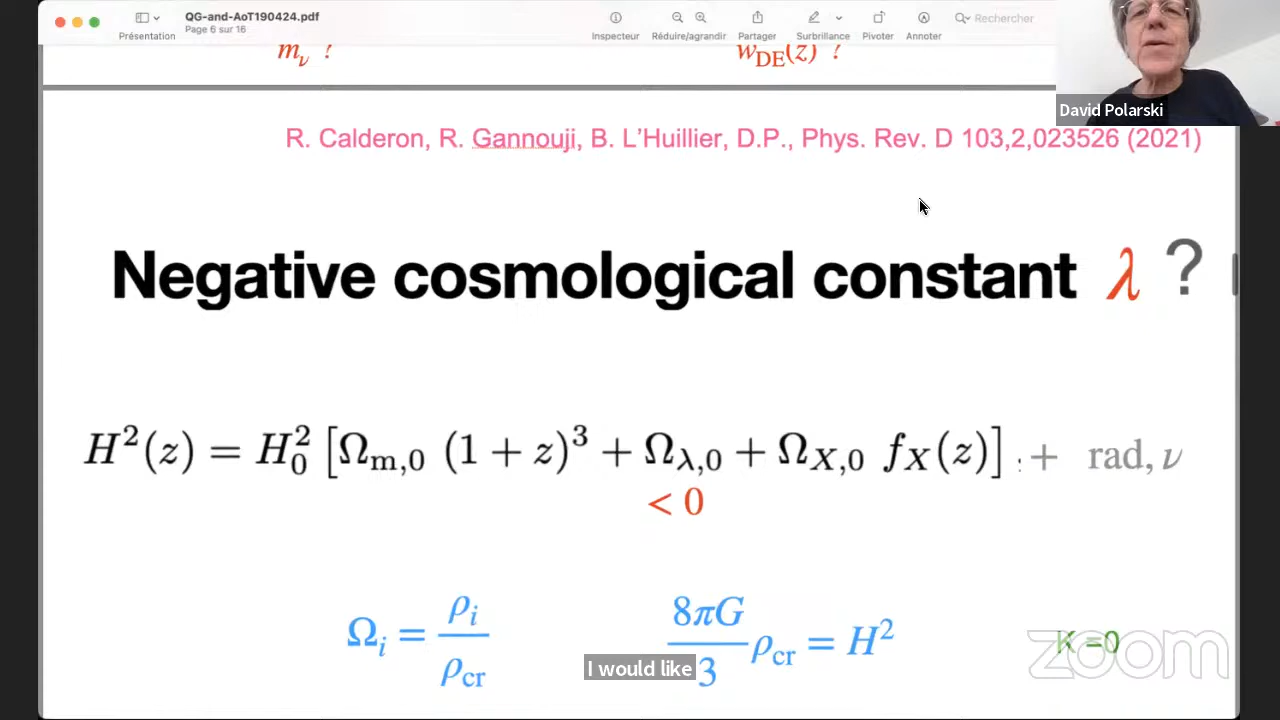 QG-and-AoT190424.pdf
Page 6 sur 16
Présentation
Inspecteur Réduire/agrandir Partager Surbrillance Pivoter Annoter Rechercher
m_ν ? w_DE(z) ?
David Polarski
R. Calderon, R. Gannouji, B. L'Huillier, D.P., Phys. Rev. D 103,2,023526 (2021)
Negative cosmological constant λ ?
H²(z) = H₀² [Ω_m,0 (1 + z)³ + Ω_λ,0 + Ω_X,0 f_X(z)] + rad, ν
< 0
Ω_i = ρ_i / ρ_cr 8πG/3 ρ_cr = H² K =0
zoom
I would like